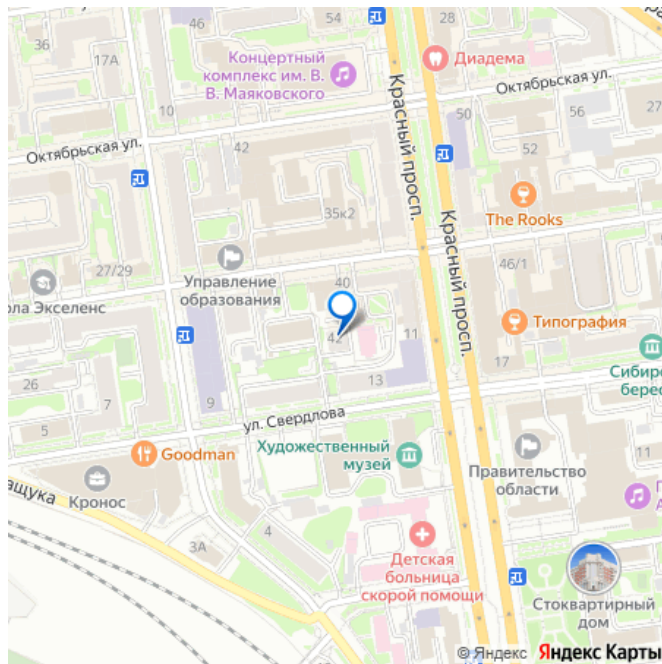 36
28
26
17А
Концертный
комплекс им. В.
В. Маяковского
Диадема
Октябрьская ул.
10
50
56
Красный просп.
Октябрьская ул.
42
52
35к2
The Rooks
Красный просп.
27/29
Управление
образования
40
46/1
ола Экселенс
42
11
Типография
17
Сибирс
берес
26
7
9
13
5
ул. Свердлова
Goodman
Художественный
музей
Правительство
области
ащука
Кронос
П
А
4
3А
Детская
больница
скорой помощи
Стоквартирный
дом
© Яндекс Яндекс Карты